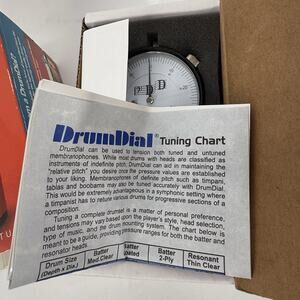 DrumDial® Tuning Chart
DrumDial can be used to tension both tuned and untuned
membranophones. While most drums with heads are classified as
instruments of indefinite pitch, DrumDial can aid in maintaining the
"relative pitch" you desire once the pressure values are established
to your liking. Membranophones of definite pitch such as timpani,
tablas and boobams may also be tuned accurately with DrumDial.
This would be extremely advantageous in a symphonic setting where
a timpanist has to retune various drums for progressive sections of a
composition.
Tuning a complete drumset is a matter of personal preference,
and tensions may vary based upon the player's style, head selection,
type of music, and the drum mounting system. The chart below is
meant to be a guide, providing pressure ranges for both the batter and
resonant heads.
Drum Size Batter Batter Batter Resonant
(Depth x Dia.) Med. Clear Coated 2-Ply Thin Clear